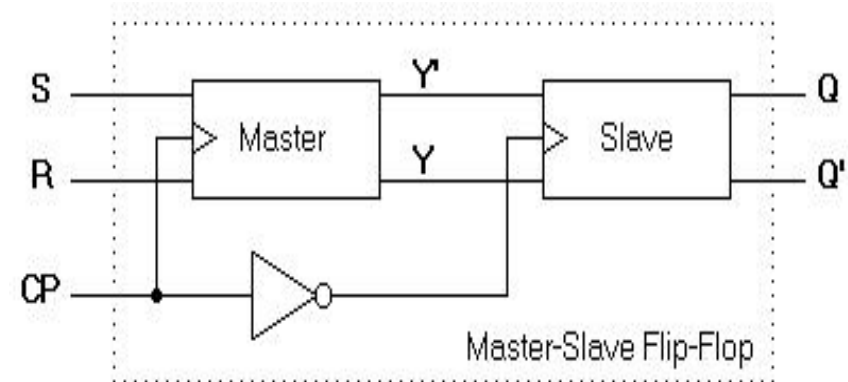 S
Y'
Q
Master
Slave
R
Y
Q'
CP
Master-Slave Flip-Flop